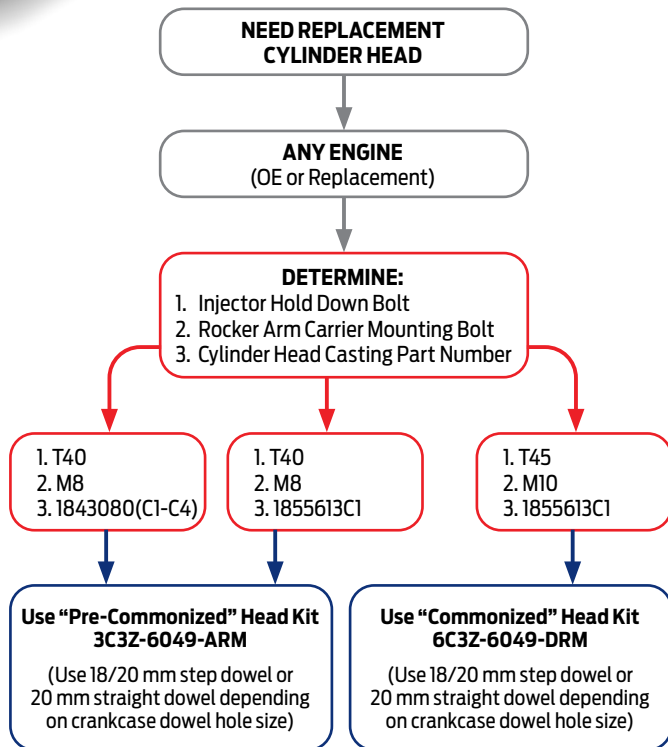 NEED REPLACEMENT
CYLINDER HEAD
ANY ENGINE
(OE or Replacement)
DETERMINE:
1. Injector Hold Down Bolt
2. Rocker Arm Carrier Mounting Bolt
3. Cylinder Head Casting Part Number
1. T40
2. M8
3. 1843080(C1-C4)
1. T40
2. M8
3. 1855613C1
1. T45
2. M10
3. 1855613C1
Use “Pre-Commonized” Head Kit
3C3Z-6049-ARM
(Use 18/20 mm step dowel or
20 mm straight dowel depending
on crankcase dowel hole size)
Use “Commonized” Head Kit
6C3Z-6049-DRM
(Use 18/20 mm step dowel or
20 mm straight dowel depending
on crankcase dowel hole size)